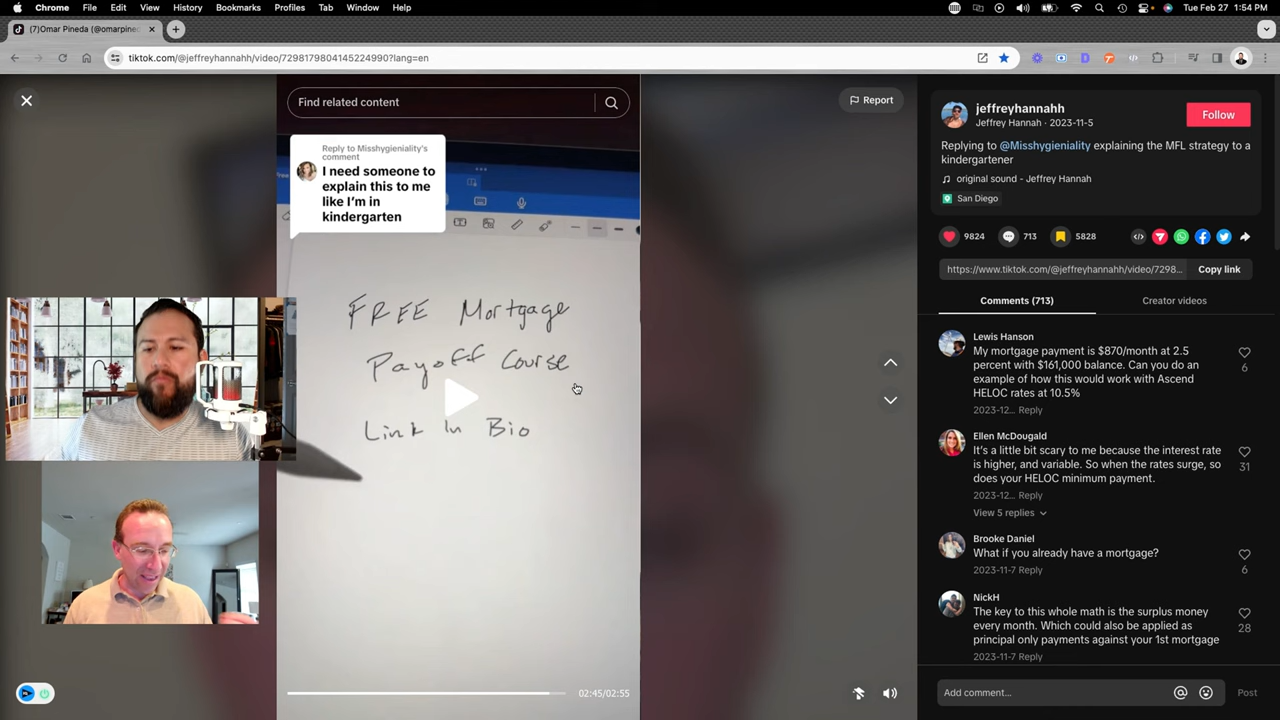 Chrome File Edit View History Bookmarks Profiles Tab Window Help
Tue Feb 27 1:54 PM
(7)Omar Pineda (@omarpined
tiktok.com/@jeffreyhannahh/video/7298179804145224990?lang=en
Find related content
Report
Reply to Misshygieniality's
comment
I need someone to
explain this to me
like I'm in
kindergarten
FREE Mortgage
Payoff Course
Link In Bio
02:45/02:55
jeffreyhannahh
Jeffrey Hannah · 2023-11-5
Follow
Replying to @Misshygieniality explaining the MFL strategy to a
kindergartener
original sound - Jeffrey Hannah
San Diego
9824 713 5828
https://www.tiktok.com/@jeffreyhannahh/video/7298...
Copy link
Comments (713)
Creator videos
Lewis Hanson
My mortgage payment is $870/month at 2.5
percent with $161,000 balance. Can you do an
example of how this would work with Ascend
HELOC rates at 10.5%
6
2023-12... Reply
Ellen McDougald
It's a little bit scary to me because the interest rate
is higher, and variable. So when the rates surge, so
does your HELOC minimum payment.
31
2023-12... Reply
View 5 replies
Brooke Daniel
What if you already have a mortgage?
6
2023-11-7 Reply
NickH
The key to this whole math is the surplus money
every month. Which could also be applied as
principal only payments against your 1st mortgage
28
2023-11-7 Reply
Add comment...
Post